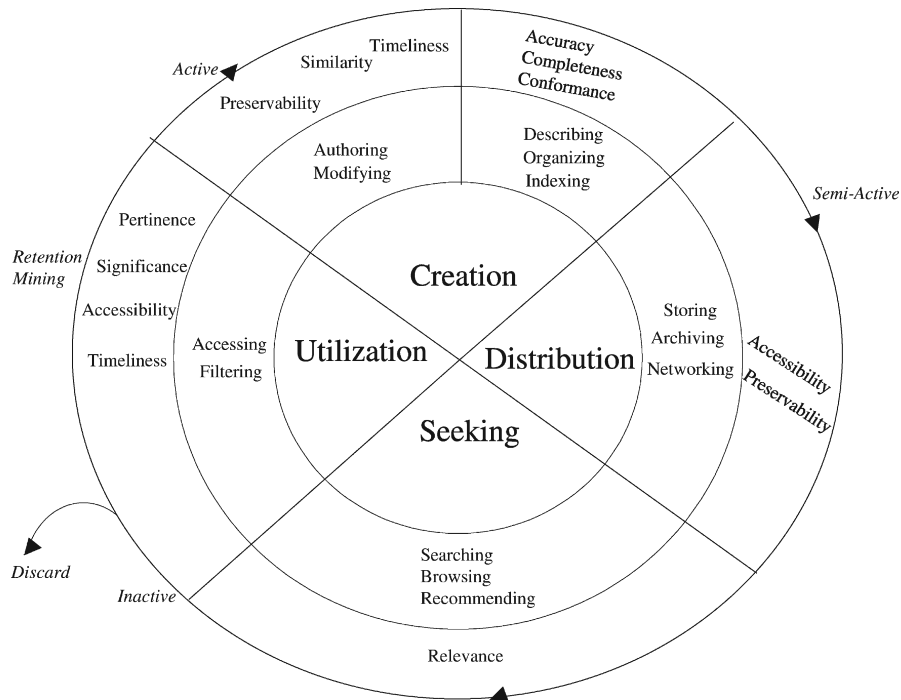 Timeliness
Similarity
Active
Preservability
Accuracy
Completeness
Conformance
Authoring
Modifying
Describing
Organizing
Indexing
Semi-Active
Pertinence
Retention
Mining
Significance
Accessibility
Timeliness
Creation
Accessing
Filtering
Utilization
Distribution
Storing
Archiving
Networking
Accessibility
Preservability
Seeking
Discard
Inactive
Searching
Browsing
Recommending
Relevance